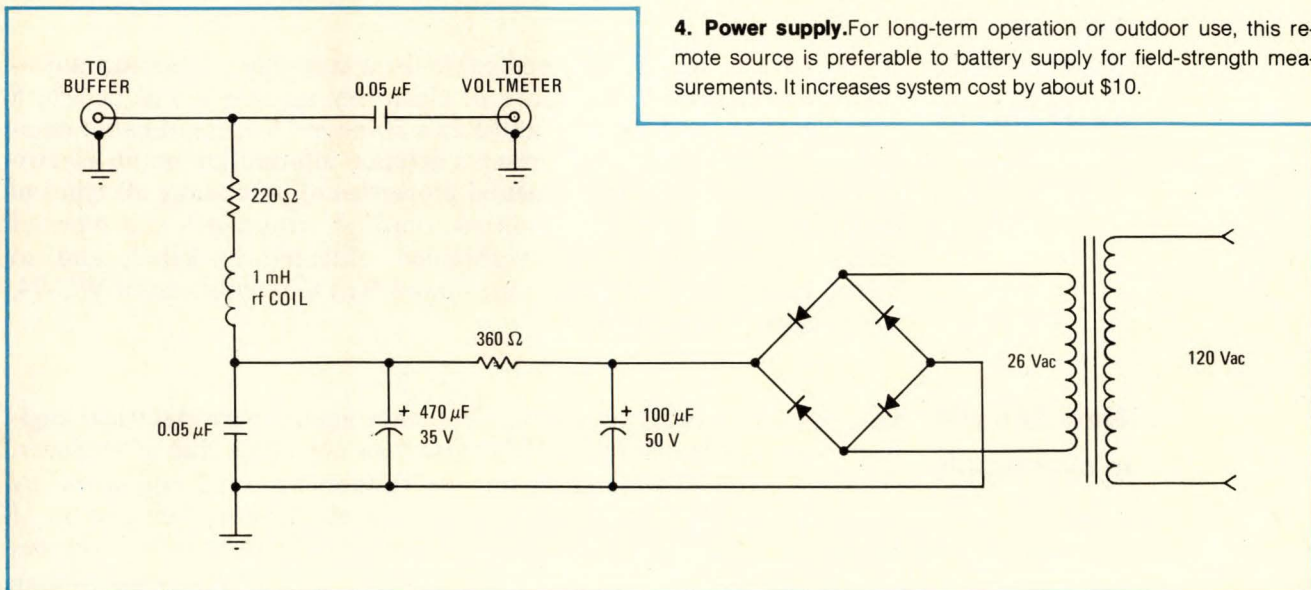 4. Power supply.For long-term operation or outdoor use, this re-
mote source is preferable to battery supply for field-strength mea-
surements. It increases system cost by about $10.
TO
BUFFER
0.05 µF
TO
VOLTMETER
220 Ω
1 mH
rf COIL
360 Ω
26 Vac
120 Vac
0.05 µF
+ 470 µF
35 V
+ 100 µF
50 V